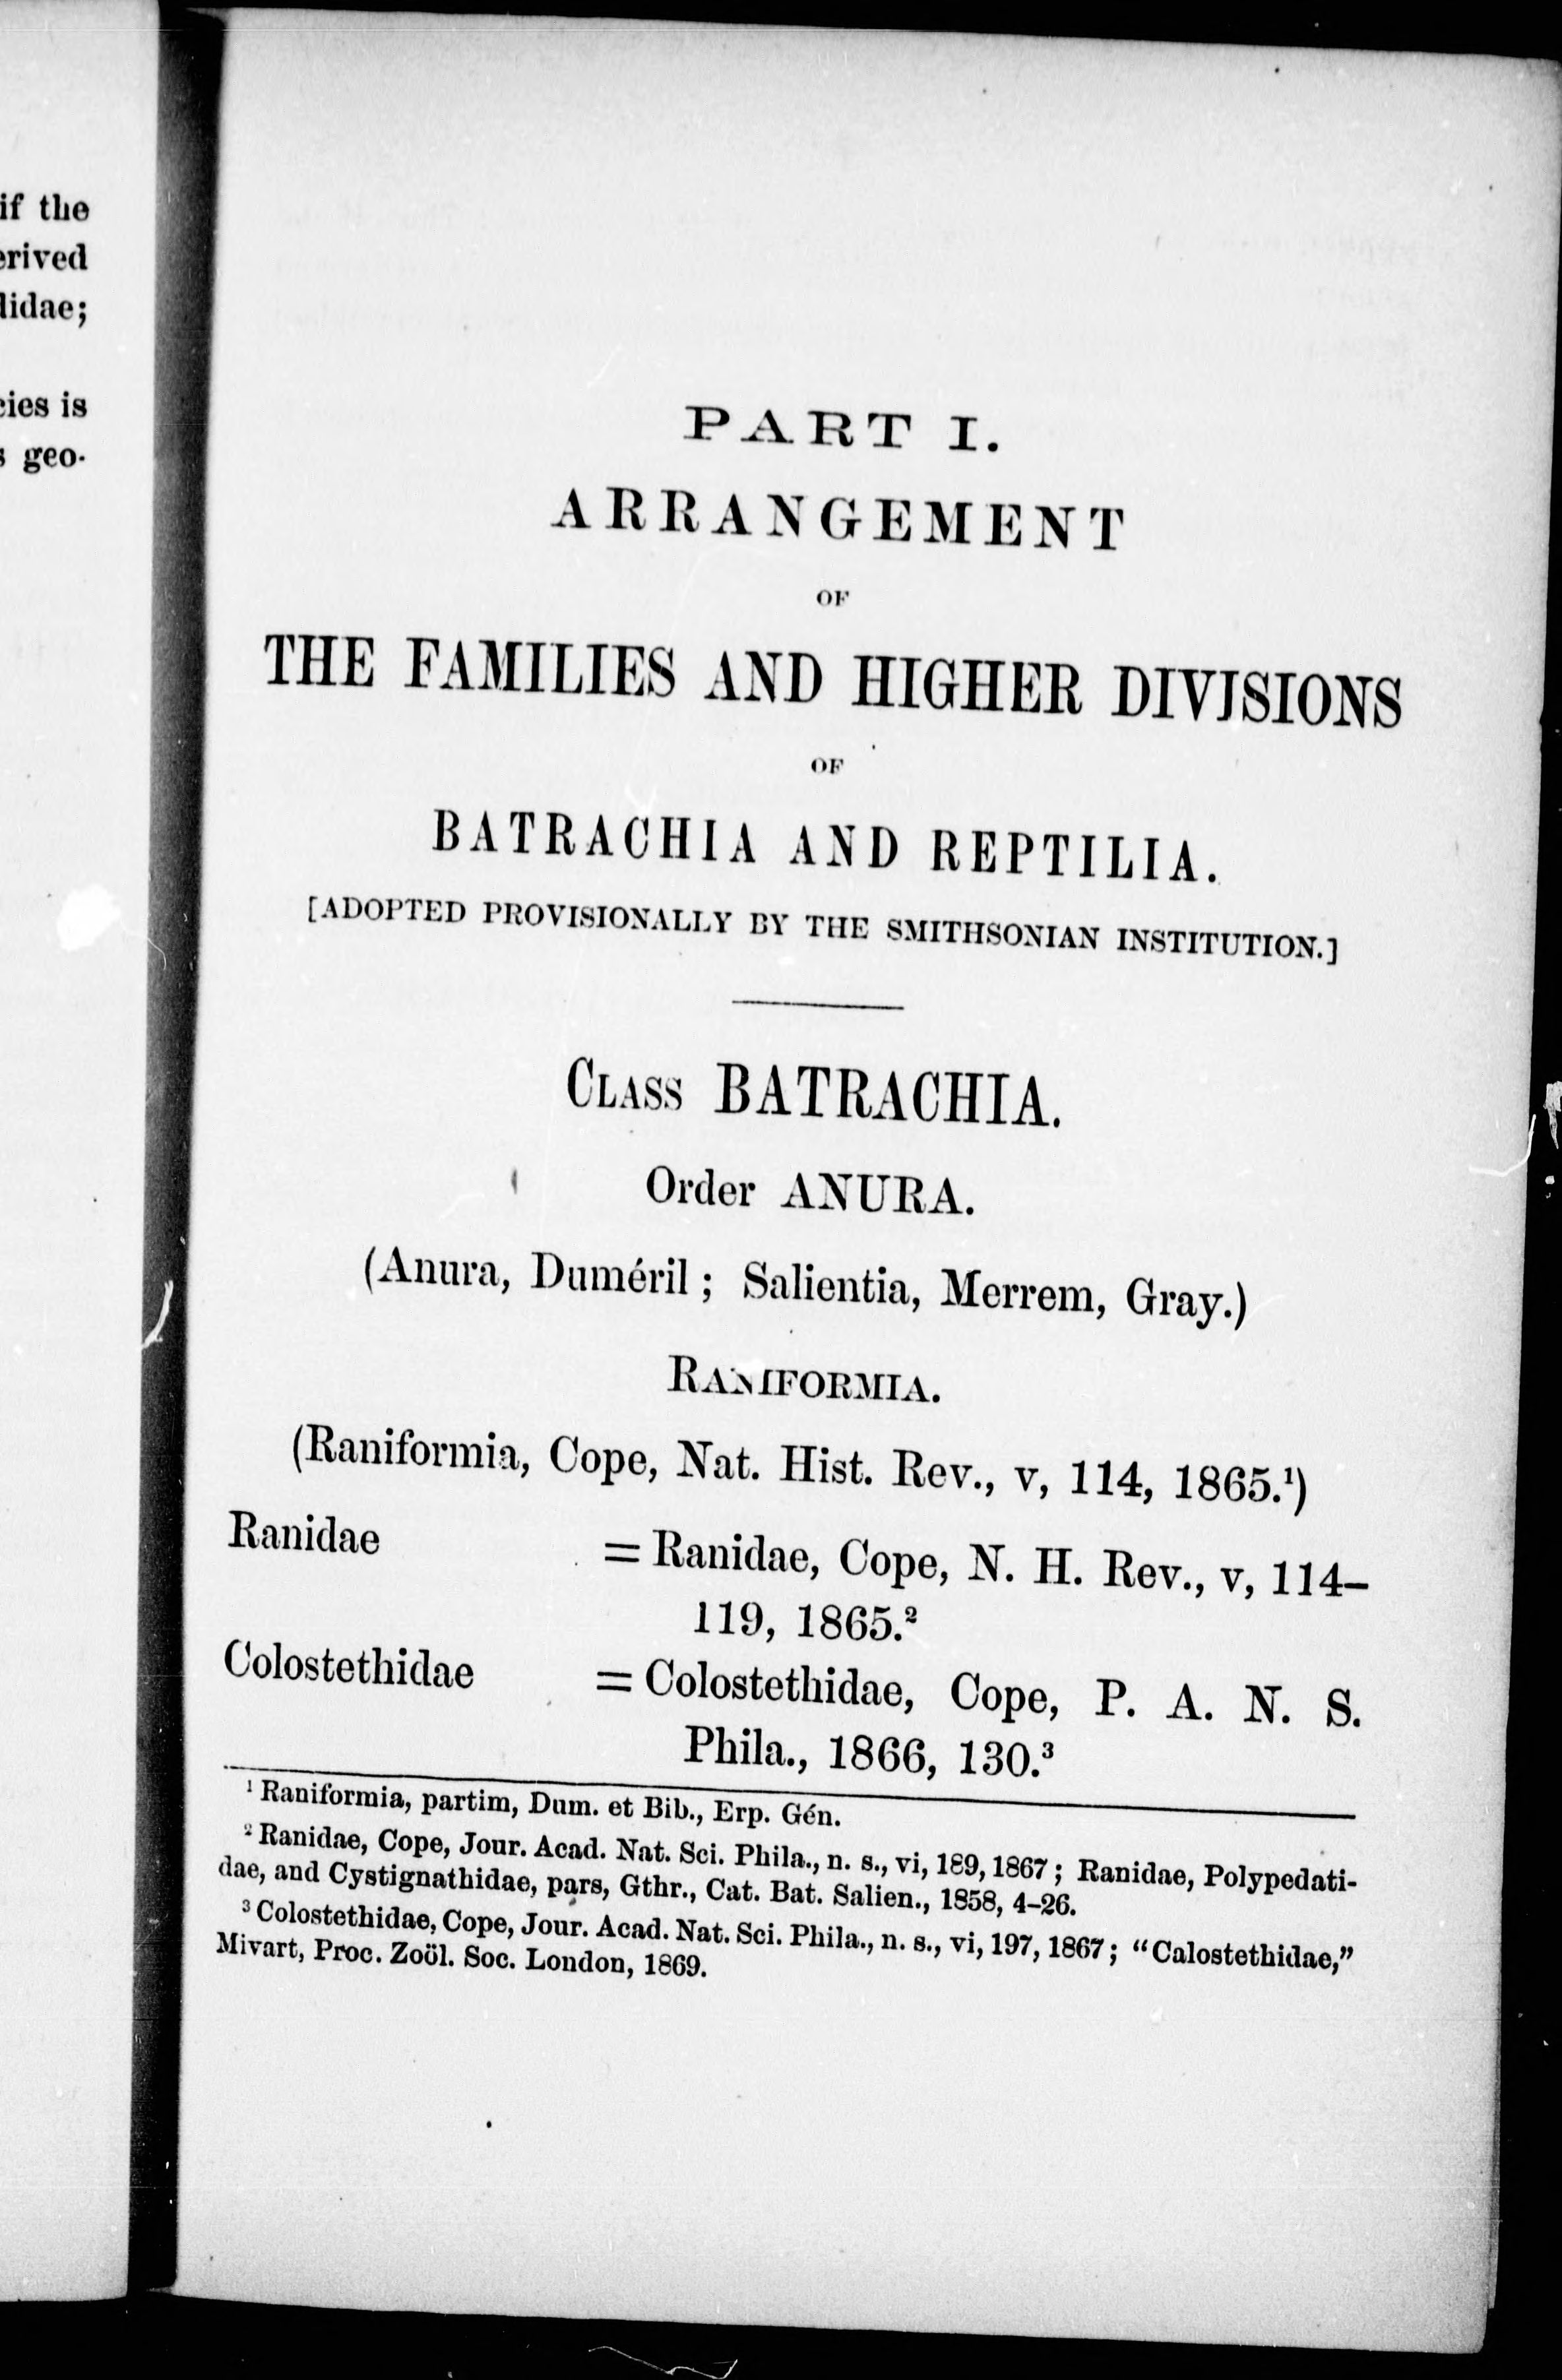 if the
erived
lidae;
cies is
s geo-
PART I.
ARRANGEMENT
OF
THE FAMILIES AND HIGHER DIVISIONS
OF
BATRACHIA AND REPTILIA.
[ADOPTED PROVISIONALLY BY THE SMITHSONIAN INSTITUTION.]
CLASS BATRACHIA.
Order ANURA.
(Anura, Duméril; Salientia, Merrem, Gray.)
RANIFORMIA.
(Raniformia, Cope, Nat. Hist. Rev., v, 114, 1865.¹)
Ranidae = Ranidae, Cope, N. H. Rev., v, 114–
119, 1865.²
Colostethidae = Colostethidae, Cope, P. A. N. S.
Phila., 1866, 130.³
¹ Raniformia, partim, Dum. et Bib., Erp. Gén.
² Ranidae, Cope, Jour. Acad. Nat. Sci. Phila., n. s., vi, 189, 1867; Ranidae, Polypedati-
dae, and Cystignathidae, pars, Gthr., Cat. Bat. Salien., 1858, 4–26.
³ Colostethidae, Cope, Jour. Acad. Nat. Sci. Phila., n. s., vi, 197, 1867; "Calostethidae,"
Mivart, Proc. Zoöl. Soc. London, 1869.